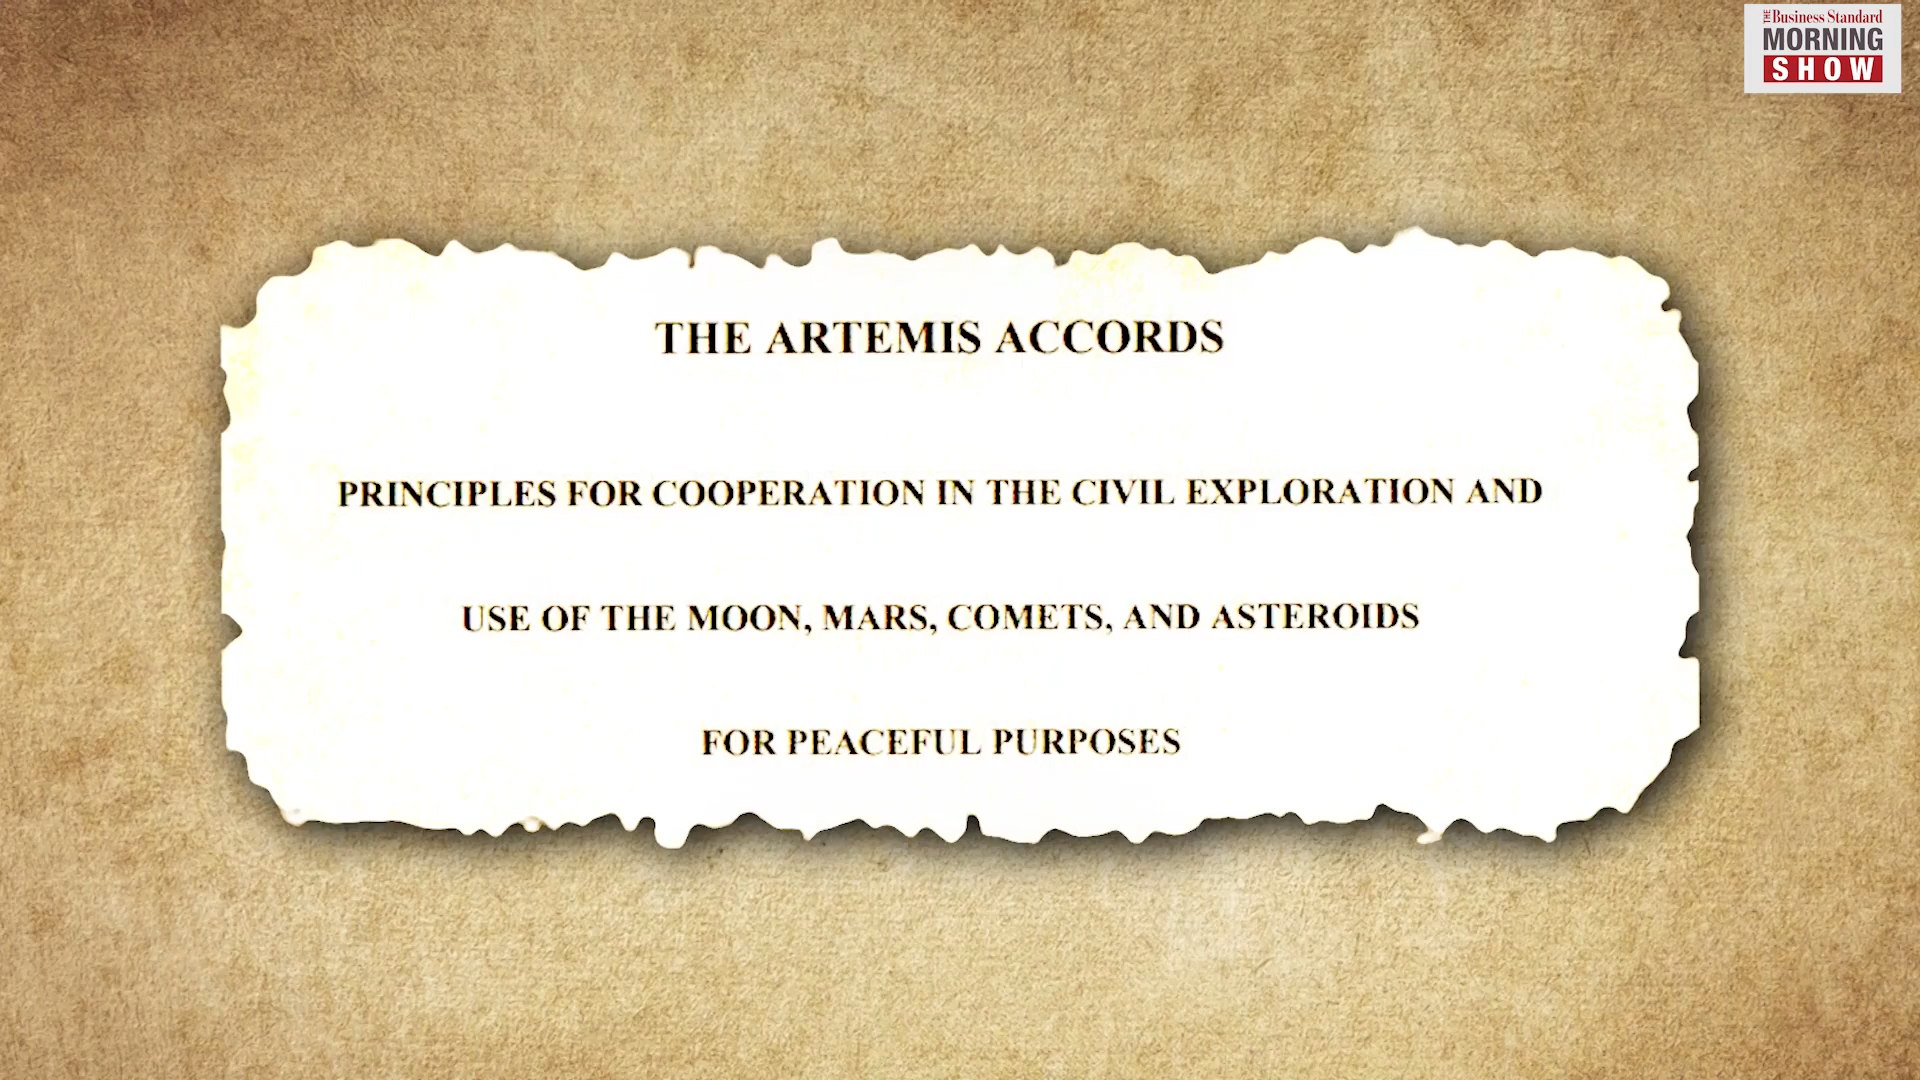 THE Business Standard
MORNING
SHOW
THE ARTEMIS ACCORDS
PRINCIPLES FOR COOPERATION IN THE CIVIL EXPLORATION AND
USE OF THE MOON, MARS, COMETS, AND ASTEROIDS
FOR PEACEFUL PURPOSES